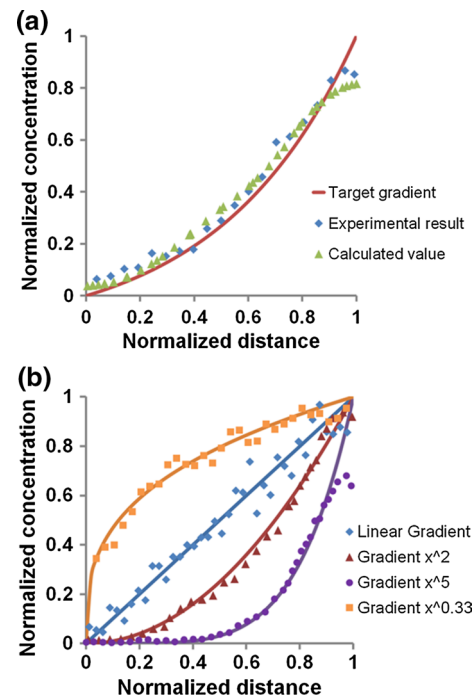 (a)
Normalized concentration
1
0.8
0.6
0.4
0.2
0
0
0.2
0.4
0.6
0.8
1
Normalized distance
Target gradient
Experimental result
Calculated value
(b)
Normalized concentration
1
0.8
0.6
0.4
0.2
0
0
0.2
0.4
0.6
0.8
1
Normalized distance
Linear Gradient
Gradient x^2
Gradient x^5
Gradient x^0.33